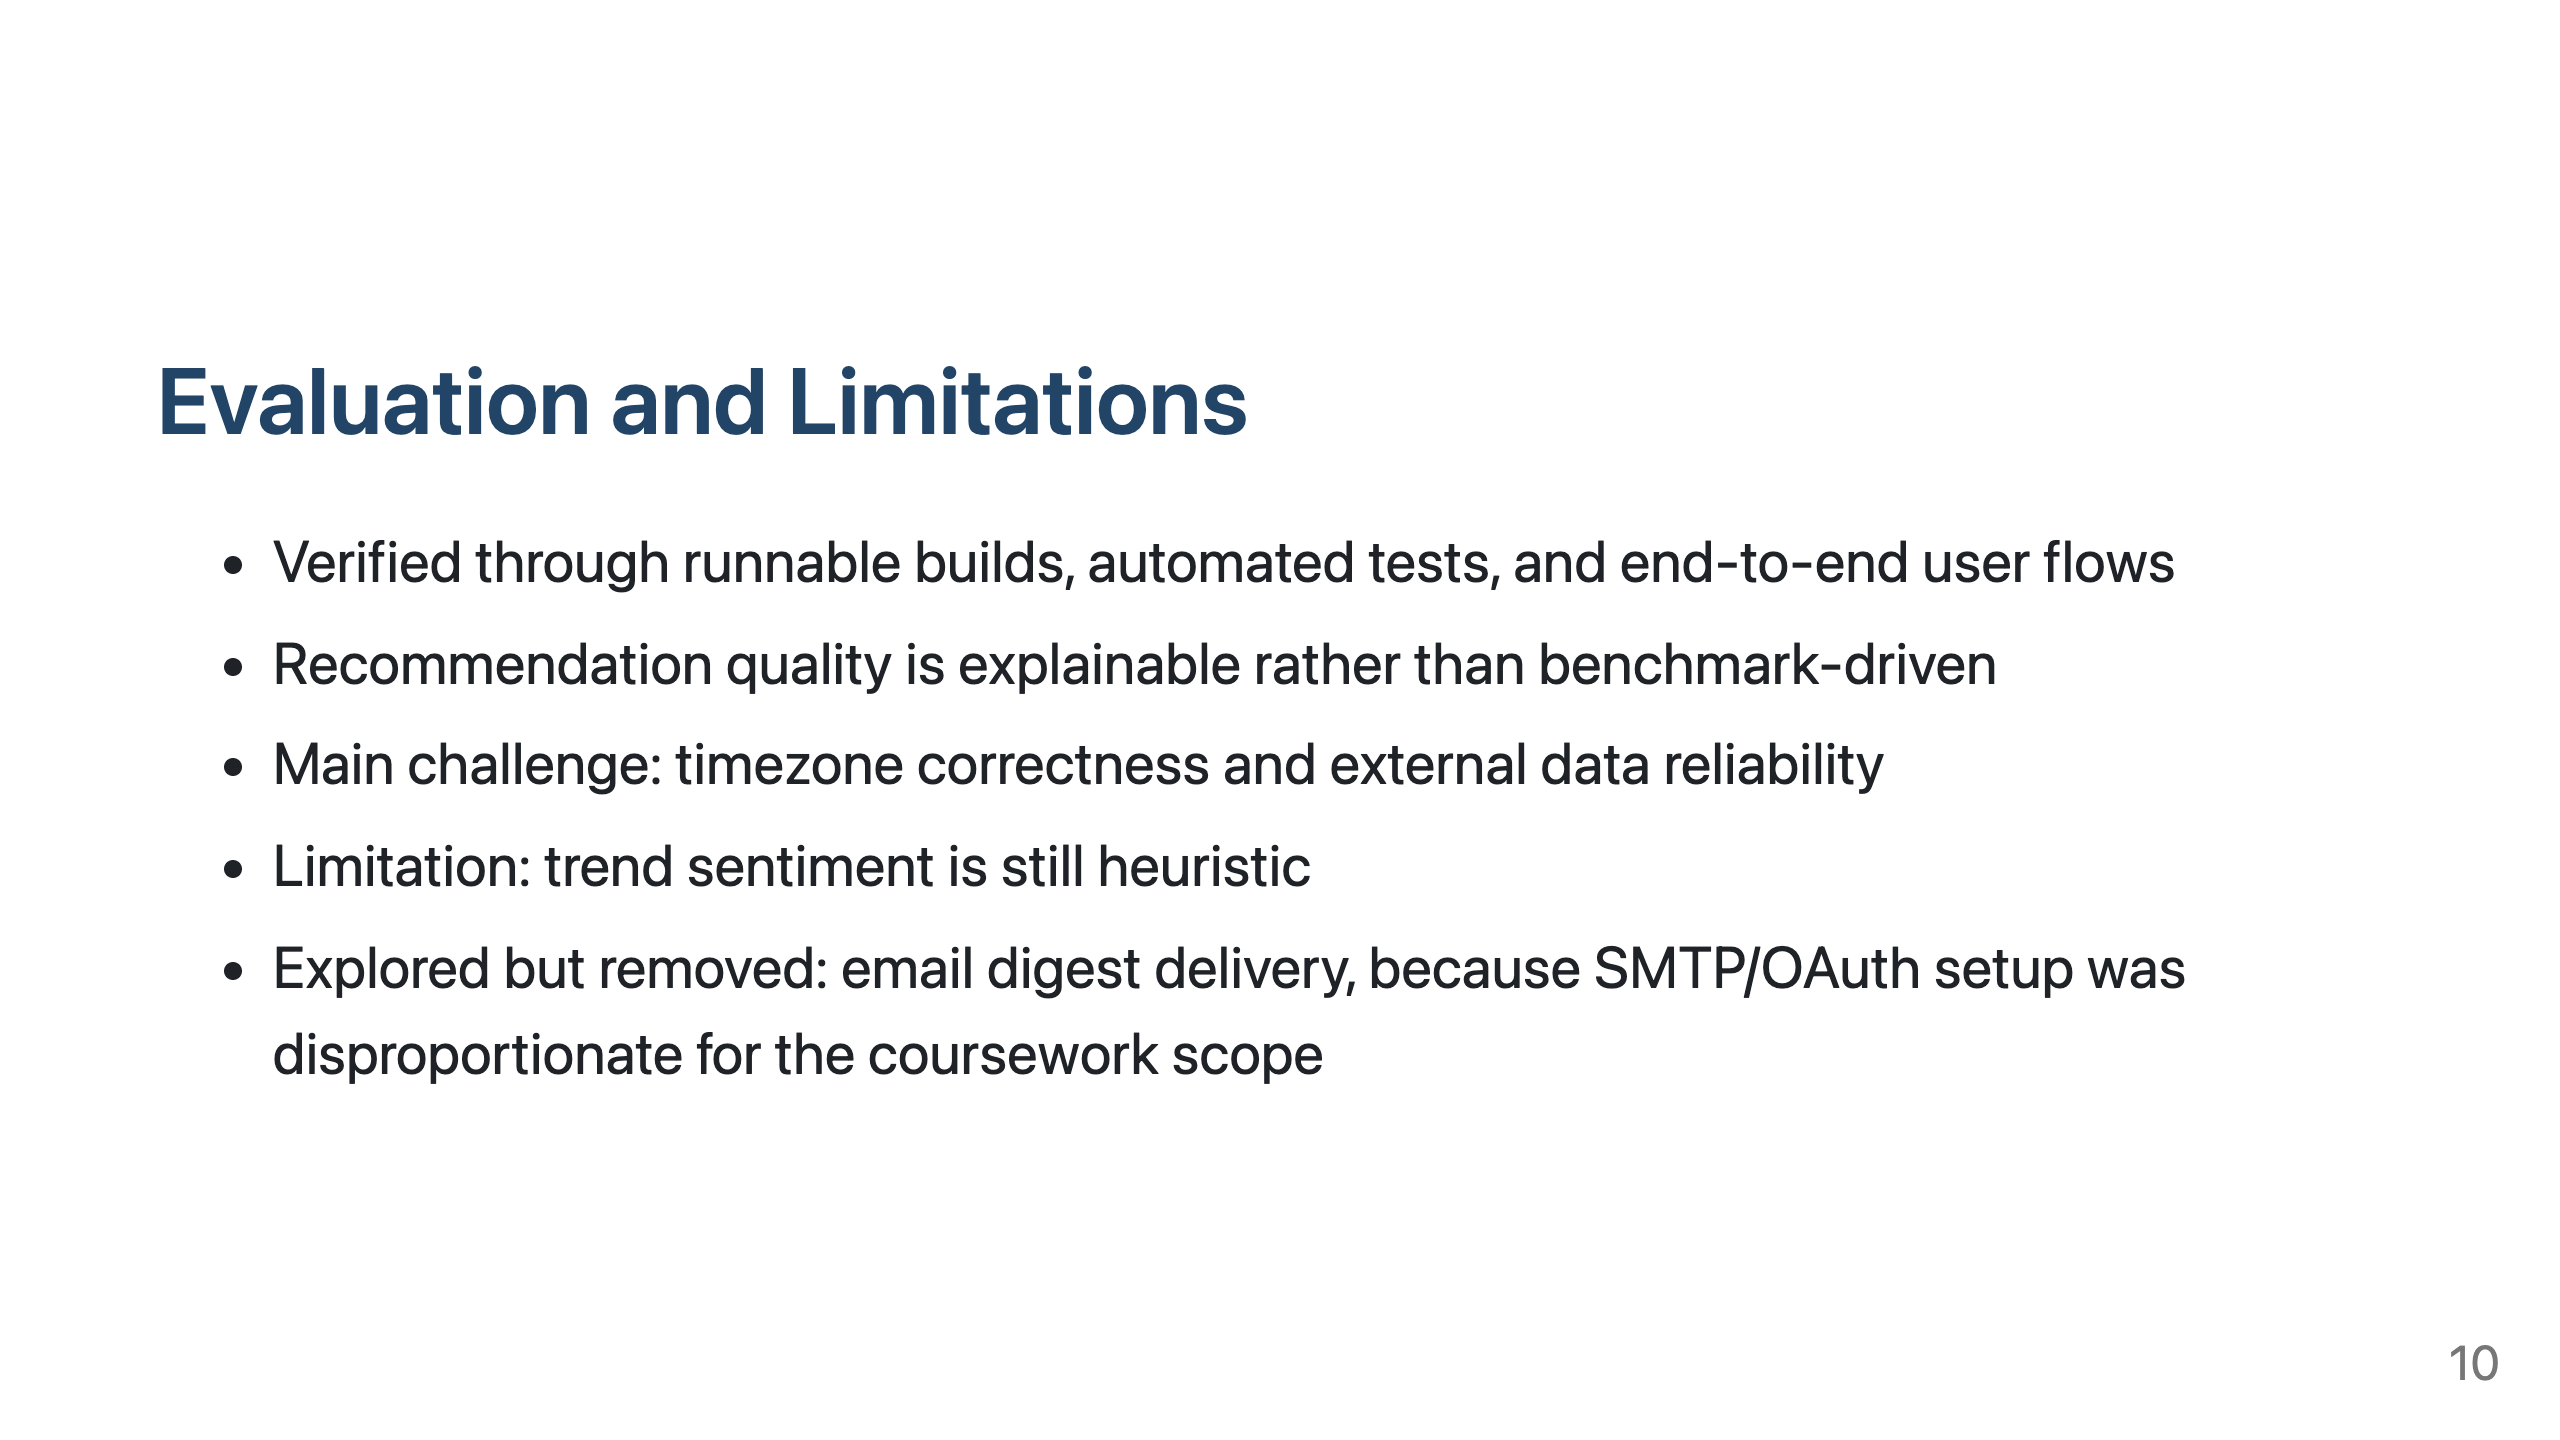 Evaluation and Limitations
• Verified through runnable builds, automated tests, and end-to-end user flows
• Recommendation quality is explainable rather than benchmark-driven
• Main challenge: timezone correctness and external data reliability
• Limitation: trend sentiment is still heuristic
• Explored but removed: email digest delivery, because SMTP/OAuth setup was
disproportionate for the coursework scope
10